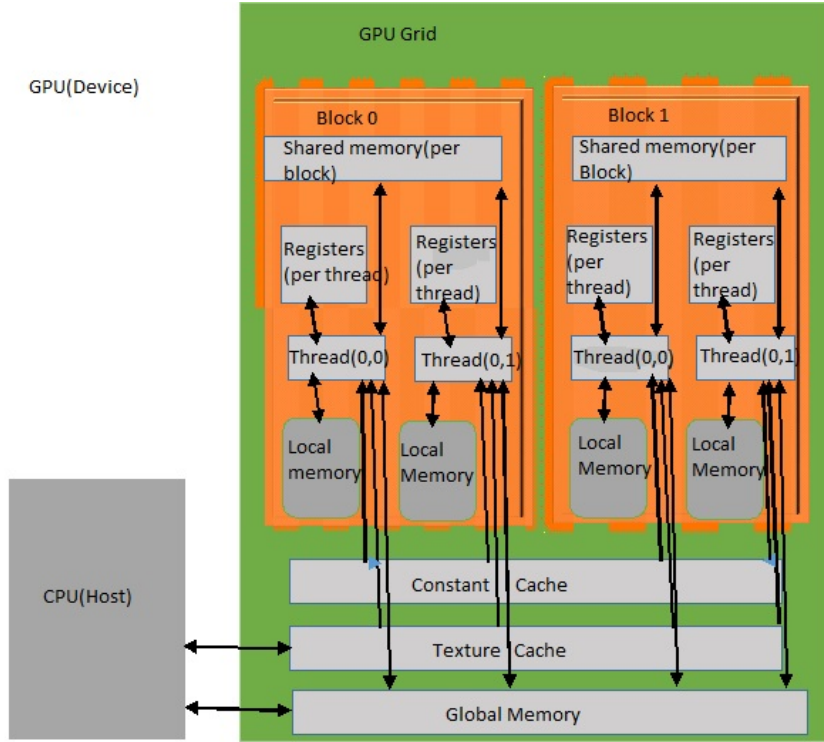 GPU Grid
GPU(Device)
Block 0
Block 1
Shared memory(per
block)
Shared memory(per
Block)
Registers
(per thread)
Registers
(per
thread)
Registers
(per
thread)
Registers
(per
thread)
Thread(0,0)
Thread(0,1)
Thread(0,0)
Thread(0,1)
Local
memory
Local
Memory
Local
Memory
Local
Memory
CPU(Host)
Constant Cache
Texture Cache
Global Memory